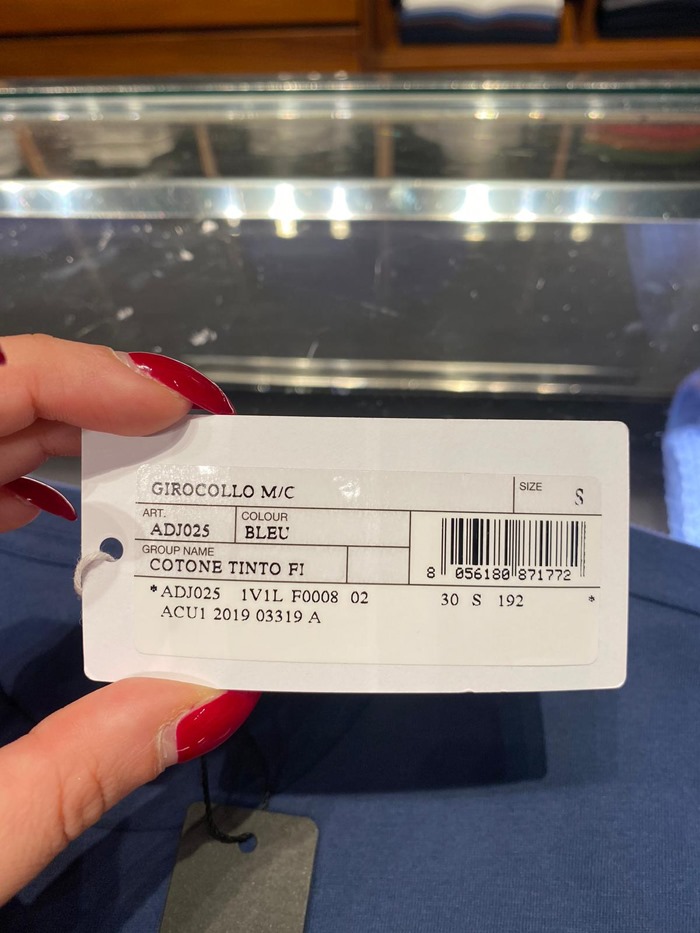 GIROCOLLO M/C
SIZE S
ART. ADJ025
COLOUR BLEU
GROUP NAME
COTONE TINTO FI
8 056180 871772
*ADJ025 1V1L F0008 02 30 S 192 *
ACU1 2019 03319 A